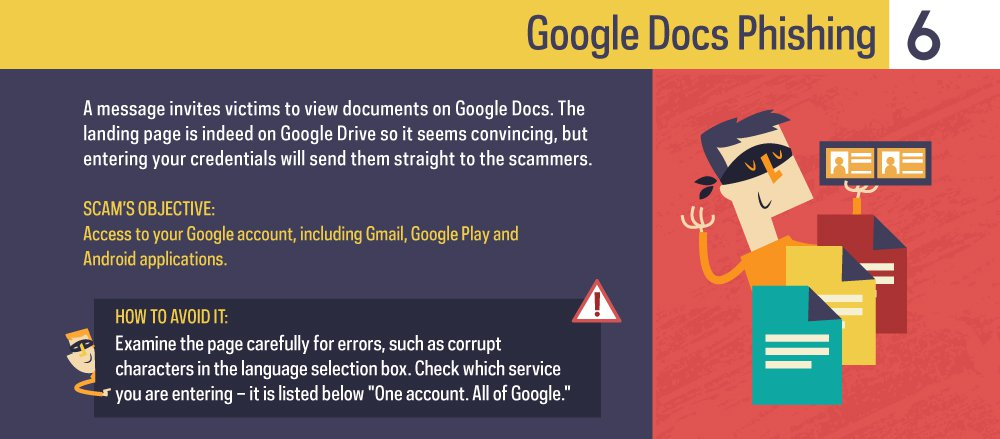 Google Docs Phishing 6
A message invites victims to view documents on Google Docs. The
landing page is indeed on Google Drive so it seems convincing, but
entering your credentials will send them straight to the scammers.
SCAM'S OBJECTIVE:
Access to your Google account, including Gmail, Google Play and
Android applications.
HOW TO AVOID IT:
Examine the page carefully for errors, such as corrupt
characters in the language selection box. Check which service
you are entering – it is listed below "One account. All of Google."